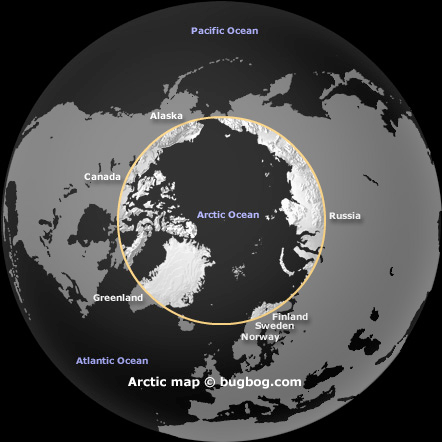 Pacific Ocean
Alaska
Canada
Arctic Ocean
Russia
Greenland
Finland
Sweden
Norway
Atlantic Ocean
Arctic map © bugbog.com